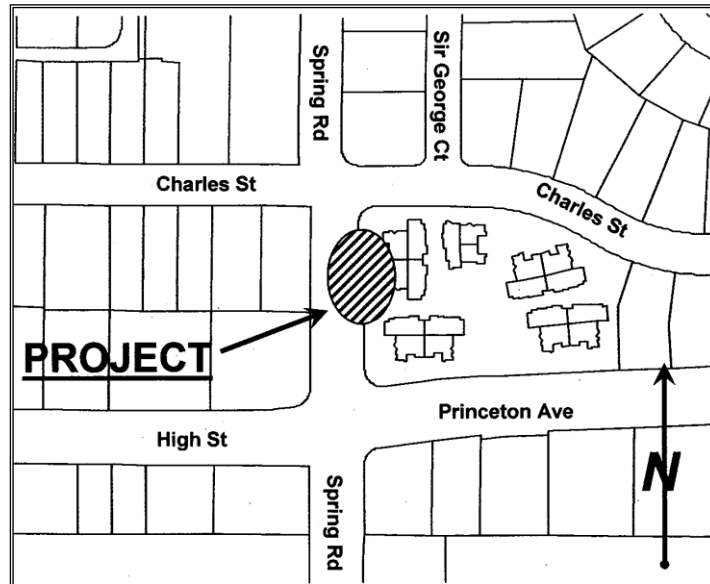 Spring Rd
Sir George Ct
Charles St
Charles St
PROJECT
Princeton Ave
High St
N
Spring Rd